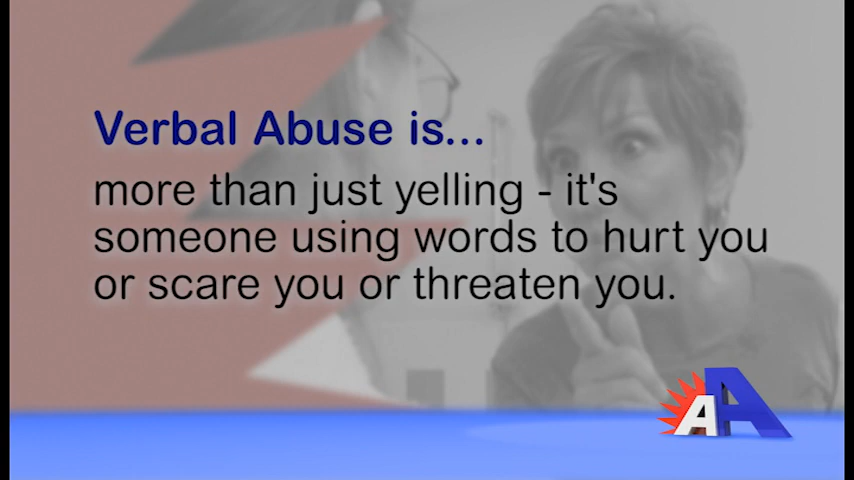 Verbal Abuse is...
more than just yelling - it's
someone using words to hurt you
or scare you or threaten you.
AA